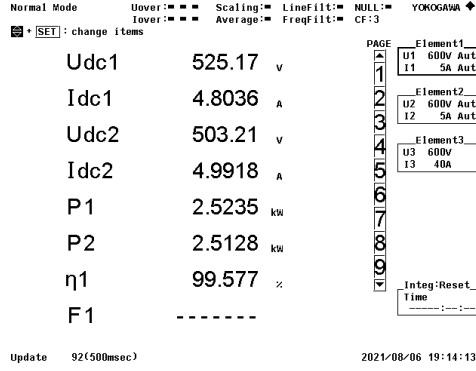 Normal Mode
Uover:■ ■ ■ Scaling:■ LineFilt:■ NULL:■ YOKOGAWA ◆
Iover:■ ■ ■ Average:■ FreqFilt:■ CF:3
+ SET : change items
PAGE
Udc1 525.17 V
Idc1 4.8036 A
Udc2 503.21 V
Idc2 4.9918 A
P1 2.5235 kW
P2 2.5128 kW
η1 99.577 %
F1 -------
1
2
3
4
5
6
7
8
9
Element1
U1 600V Aut
I1 5A Aut
Element2
U2 600V Aut
I2 5A Aut
Element3
U3 600V
I3 40A
Integ:Reset
Time
-----:--:--
Update 92(500msec)
2021/08/06 19:14:13